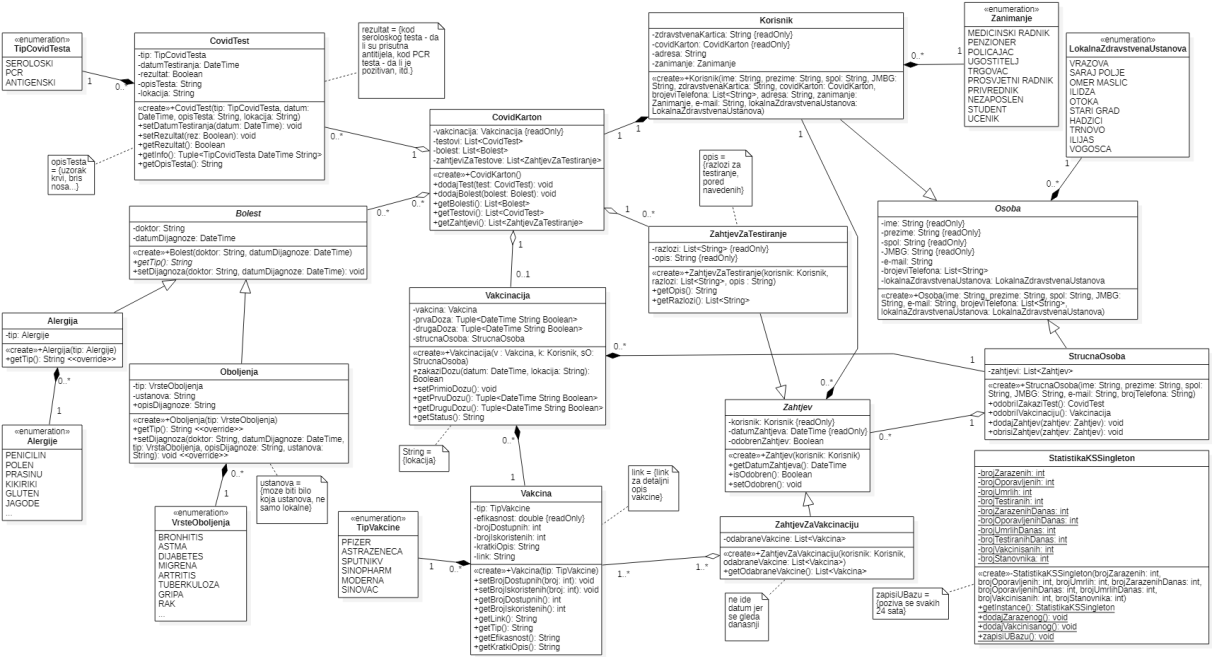 «enumeration»
TipCovidTesta
SEROLOSKI
PCR
ANTIGENSKI
1
0..*
CovidTest
-tip: TipCovidTesta
-datumTestiranja: DateTime
-rezultat: Boolean
-opisTesta: String
-lokacija: String
«create»+CovidTest(tip: TipCovidTesta, datum:
DateTime, opisTesta: String, lokacija: String)
+setDatumTestiranja(datum: DateTime): void
+setRezultat(rez: Boolean): void
+getRezultat(): Boolean
+getInfo(): Tuple<TipCovidTesta DateTime String>
+getOpisTesta(): String
rezultat = {kod
seroloskog testa - da
li su prisutna
antitijela, kod PCR
testa - da li je
pozitivan, itd.}
opisTesta
= {uzorak
krvi, bris
nosa...}
0..*
1
CovidKarton
-vakcinacija: Vakcinacija {readOnly}
-testovi: List<CovidTest>
-bolest: List<Bolest>
-zahtjeviZaTestove: List<ZahtjevZaTestiranje>
«create»+CovidKarton()
+dodajTest(test: CovidTest): void
+dodajBolest(bolest: Bolest): void
+getBolesti(): List<Bolest>
+getTestovi(): List<CovidTest>
+getZahtjevi(): List<ZahtjevZaTestiranje>
1
1
Korisnik
-zdravstvenaKartica: String {readOnly}
-covidKarton: CovidKarton {readOnly}
-adresa: String
-zanimanje: Zanimanje
«create»+Korisnik(ime: String, prezime: String, spol: String, JMBG:
String, zdravstvenaKartica: String, covidKarton: CovidKarton,
brojeviTelefona: List<String>, adresa: String, zanimanje:
Zanimanje, e-mail: String, lokalnaZdravstvenaUstanova:
LokalnaZdravstvenaUstanova)
0..*
1
«enumeration»
Zanimanje
MEDICINSKI RADNIK
PENZIONER
POLICAJAC
UGOSTITELJ
TRGOVAC
PROSVJETNI RADNIK
PRIVREDNIK
NEZAPOSLEN
STUDENT
UCENIK
«enumeration»
LokalnaZdravstvenaUstanova
VRAZOVA
SARAJ POLJE
OMER MASLIC
ILIDZA
OTOKA
STARI GRAD
HADZICI
TRNOVO
ILIJAS
VOGOSCA
1
0..*
1
opis =
{razlozi za
testiranje,
pored
navedenih}
Osoba
-ime: String {readOnly}
-prezime: String {readOnly}
-spol: String {readOnly}
-JMBG: String {readOnly}
-e-mail: String
-brojeviTelefona: List<String>
-lokalnaZdravstvenaUstanova: LokalnaZdravstvenaUstanova
«create»+Osoba(ime: String, prezime: String, spol: String, JMBG:
String, e-mail: String, brojeviTelefona: List<String>,
lokalnaZdravstvenaUstanova: LokalnaZdravstvenaUstanova)
0..*
0..*
Bolest
-doktor: String
-datumDijagnoze: DateTime
«create»+Bolest(doktor: String, datumDijagnoze: DateTime)
+getTip(): String
+setDijagnoza(doktor: String, datumDijagnoze: DateTime): void
1
0..*
ZahtjevZaTestiranje
-razlozi: List<String> {readOnly}
-opis: String {readOnly}
«create»+ZahtjevZaTestiranje(korisnik: Korisnik,
razlozi: List<String>, opis : String)
+getOpis(): String
+getRazlozi(): List<String>
1
0..1
Vakcinacija
-vakcina: Vakcina
-prvaDoza: Tuple<DateTime String Boolean>
-drugaDoza: Tuple<DateTime String Boolean>
-strucnaOsoba: StrucnaOsoba
«create»+Vakcinacija(v : Vakcina, k: Korisnik, sO:
StrucnaOsoba)
+zakaziDozu(datum: DateTime, lokacija: String):
Boolean
+setPrimioDozu(): void
+getPrvuDozu(): Tuple<DateTime String Boolean>
+getDruguDozu(): Tuple<DateTime String Boolean>
+getStatus(): String
0..*
1
Alergija
-tip: Alergije
«create»+Alergija(tip: Alergije)
+getTip(): String <<override>>
0..*
1
«enumeration»
Alergije
PENICILIN
POLEN
PRASINU
KIKIRIKI
GLUTEN
JAGODE
...
Oboljenja
-tip: VrsteOboljenja
-ustanova: String
+opisDijagnoze: String
«create»+Oboljenja(tip: VrsteOboljenja)
+getTip(): String <<override>>
+setDijagnoza(doktor: String, datumDijagnoze: DateTime,
tip: VrstaOboljenja, opisDijagnoze: String, ustanova:
String): void <<override>>
0..*
1
ustanova =
{moze biti bilo
koja ustanova, ne
samo lokalne}
«enumeration»
VrsteOboljenja
BRONHITIS
ASTMA
DIJABETES
MIGRENA
ARTRITIS
TUBERKULOZA
GRIPA
RAK
...
StrucnaOsoba
-zahtjevi: List<Zahtjev>
«create»+StrucnaOsoba(ime: String, prezime: String, spol:
String, JMBG: String, e-mail: String, brojTelefona: String)
+odobriIZakaziTest(): CovidTest
+odobriIVakciniaciju(): Vakcinacija
+dodajZahtjev(zahtjev: Zahtjev): void
+obrisiZahtjev(zahtjev: Zahtjev): void
0..*
Zahtjev
-korisnik: Korisnik {readOnly}
-datumZahtjeva: DateTime {readOnly}
-odobrenZahtjev: Boolean
«create»+Zahtjev(korisnik: Korisnik)
+getDatumZahtjeva(): DateTime
+isOdobren(): Boolean
+setOdobren(): void
0..*
1
String =
{lokacija}
0..*
1
link = {link
za detaljni
opis
vakcine}
«enumeration»
TipVakcine
PFIZER
ASTRAZENECA
SPUTNIKV
SINOPHARM
MODERNA
SINOVAC
1
0..*
Vakcina
-tip: TipVakcine
-efikasnost: double {readOnly}
-brojDostupnih: int
-brojIskoristenih: int
-kratkiOpis: String
-link: String
«create»+Vakcina(tip: TipVakcine)
+setBrojDostupnih(broj: int): void
+setBrojIskoristenih(broj: int): void
+getBrojDostupnih(): int
+getBrojIskoristenih(): int
+getLink(): String
+getTip(): String
+getEfikasnost(): String
+getKratkiOpis(): String
1..*
1..*
ZahtjevZaVakcinaciju
-odabraneVakcine: List<Vakcina>
«create»+ZahtjevZaVakcinaciju(korisnik: Korisnik,
odabraneVakcine: List<Vakcina>)
+getOdabraneVakcine(): List<Vakcina>
ne ide
datum jer
se gleda
danasnji
zapisiUBazu =
{poziva se svakih
24 sata}
StatistikaKSSingleton
-brojZarazenih: int
-brojOporavljenih: int
-brojUmrlih: int
-brojTestiranih: int
-brojZarazenihDanas: int
-brojOporavljenihDanas: int
-brojUmrlihDanas: int
-brojTestiranihDanas: int
-brojVakcinisanih: int
-brojStanovnika: int
«create»-StatistikaKSSingleton(brojZarazenih: int,
brojOporavljenih: int, brojUmrlih: int, brojZarazenihDanas: int,
brojOporavljenihDanas: int, brojUmrlihDanas: int,
brojVakcinisanih: int, brojStanovnika: int)
+getInstance(): StatistikaKSSingleton
+dodajZarazenog(): void
+dodajVakcinisanog(): void
+zapisiUBazu(): void